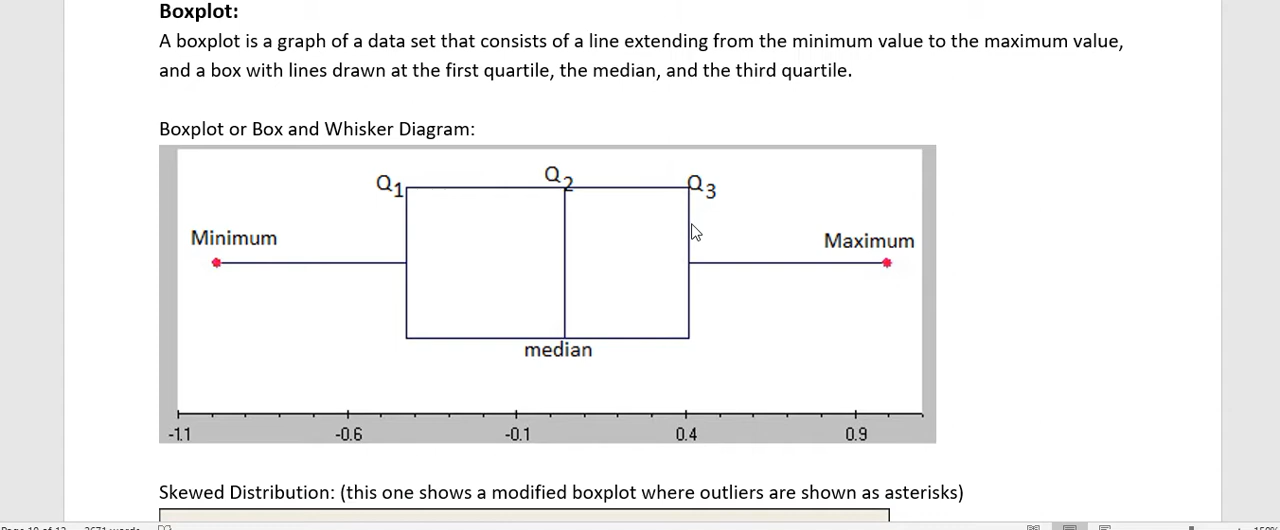 Boxplot:
A boxplot is a graph of a data set that consists of a line extending from the minimum value to the maximum value,
and a box with lines drawn at the first quartile, the median, and the third quartile.
Boxplot or Box and Whisker Diagram:
Q1 Q2 Q3
Minimum Maximum
median
-1.1 -0.6 -0.1 0.4 0.9
Skewed Distribution: (this one shows a modified boxplot where outliers are shown as asterisks)